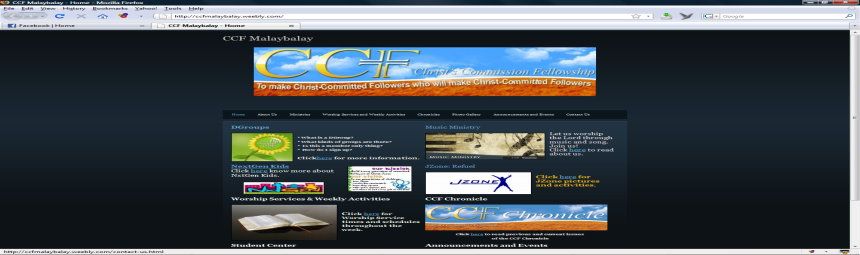 CCF Malaybalay - Home - Mozilla Firefox
File Edit View History Bookmarks Yahoo! Tools Help
http://ccfmalaybalay.weebly.com/
Google
Facebook | Home
CCF Malaybalay - Home
CCF Malaybalay
CCF
Christ's Commission Fellowship
To make Christ-Committed Followers who will make Christ-Committed Followers
Home About Us Ministries Worship Services and Weekly Activities Chronicles Photo Gallery Announcements and Events Contact Us
DGroups
• What is a DGroup?
• What kinds of groups are there?
• Is this a member only thing?
• How do I sign up?
Clickhere for more information.
Music Ministry
MUSIC MINISTRY
Let us worship
the Lord through
music and song.
Join us!
Click here to read
about us.
NextGen Kids
Click here know more about
NxtGen Kids.
JZone: Refuel
JZONE
Click here for
JZone pictures
and activities.
Worship Services & Weekly Activities
Click here for
Worship Service
times and schedules
throughout the
week.
CCF Chronicle
CCF Chronicle
Click here to read previous and current issues
of the CCF Chronicle
Student Center
Announcements and Events
http://ccfmalaybalay.weebly.com/contact-us.html